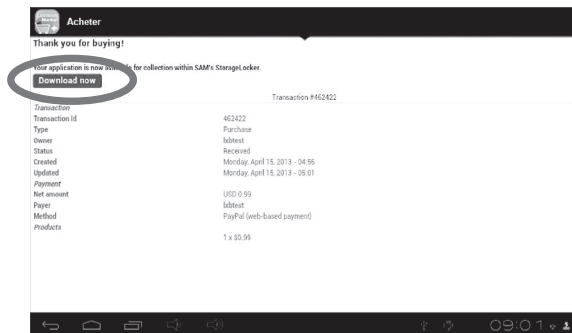 Acheter
Thank you for buying!
Your application is now available for collection within SAM's StorageLocker.
Download now
Transaction #462422
Transaction
Transaction Id 462422
Type Purchase
Owner lxbtest
Status Received
Created Monday, April 15, 2013 - 04:56
Updated Monday, April 15, 2013 - 05:01
Payment
Net amount USD 0.99
Payer lxbtest
Method PayPal (web-based payment)
Products
1 x $0.99
09:01